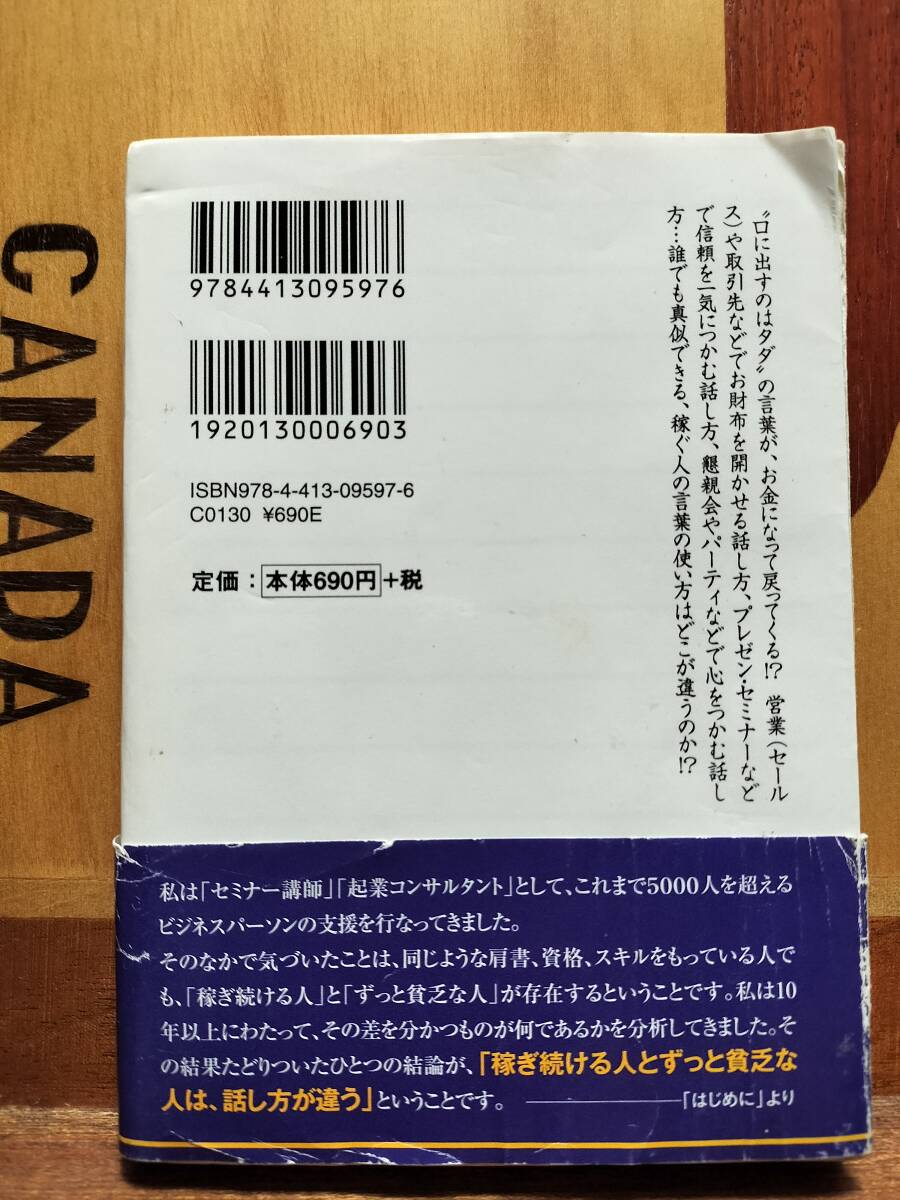 CANADA
9784413095976
1920130006903
ISBN978-4-413-09597-6
C0130 ¥690E
定価：本体690円+税
“口に出すのはタダ”の言葉が、お金になって戻ってくる!? 営業（セール
ス）や取引先などでお財布を開かせる話し方、プレゼン・セミナーなど
で信頼を一気につかむ話し方、懇親会やパーティなどで心をつかむ話し
方…誰でも真似できる、稼ぐ人の言葉の使い方はどこが違うのか!?
私は「セミナー講師」「起業コンサルタント」として、これまで5000人を超える
ビジネスパーソンの支援を行なってきました。
そのなかで気づいたことは、同じような肩書、資格、スキルをもっている人で
も、「稼ぎ続ける人」と「ずっと貧乏な人」が存在するということです。私は10
年以上にわたって、その差を分かつものが何であるかを分析してきました。そ
の結果たどりついたひとつの結論が、「稼ぎ続ける人とずっと貧乏な
人は、話し方が違う」ということです。 ――「はじめに」より